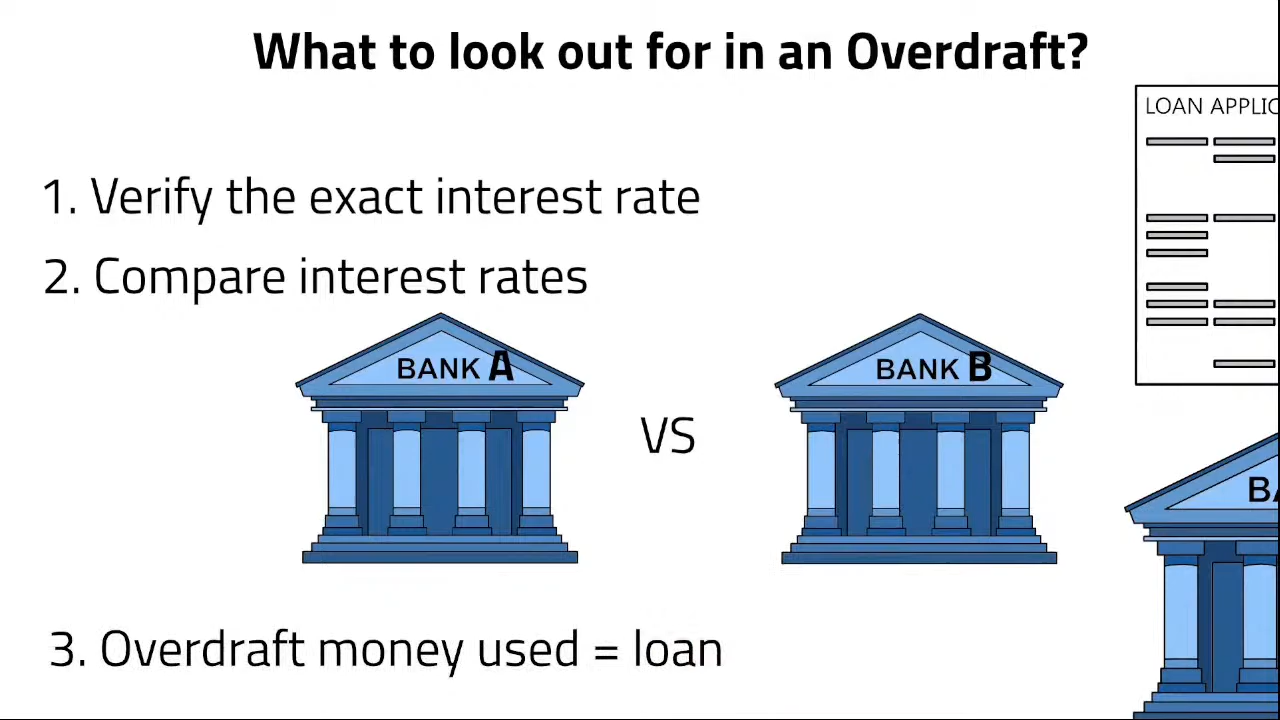 What to look out for in an Overdraft?
LOAN
1. Verify the exact interest rate
2. Compare interest rates
BANK A
BANK B
VS
3. Overdraft money used = loan